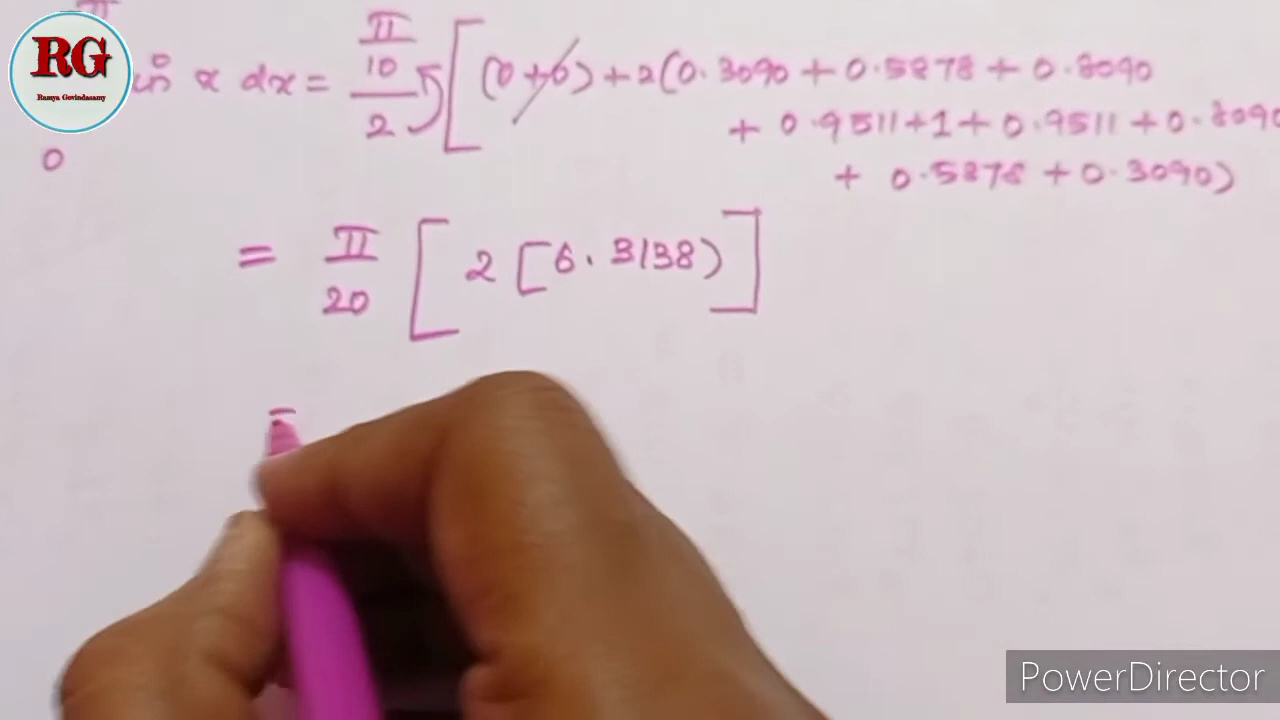 π
RG
Ramya Govindasamy
sin x dx = π/10/2 [(0+0) + 2(0.3090 + 0.5878 + 0.8090
+ 0.9511 + 1 + 0.9511 + 0.8090
0
+ 0.5878 + 0.3090)
= π/20 [2[6.3138)]
PowerDirector